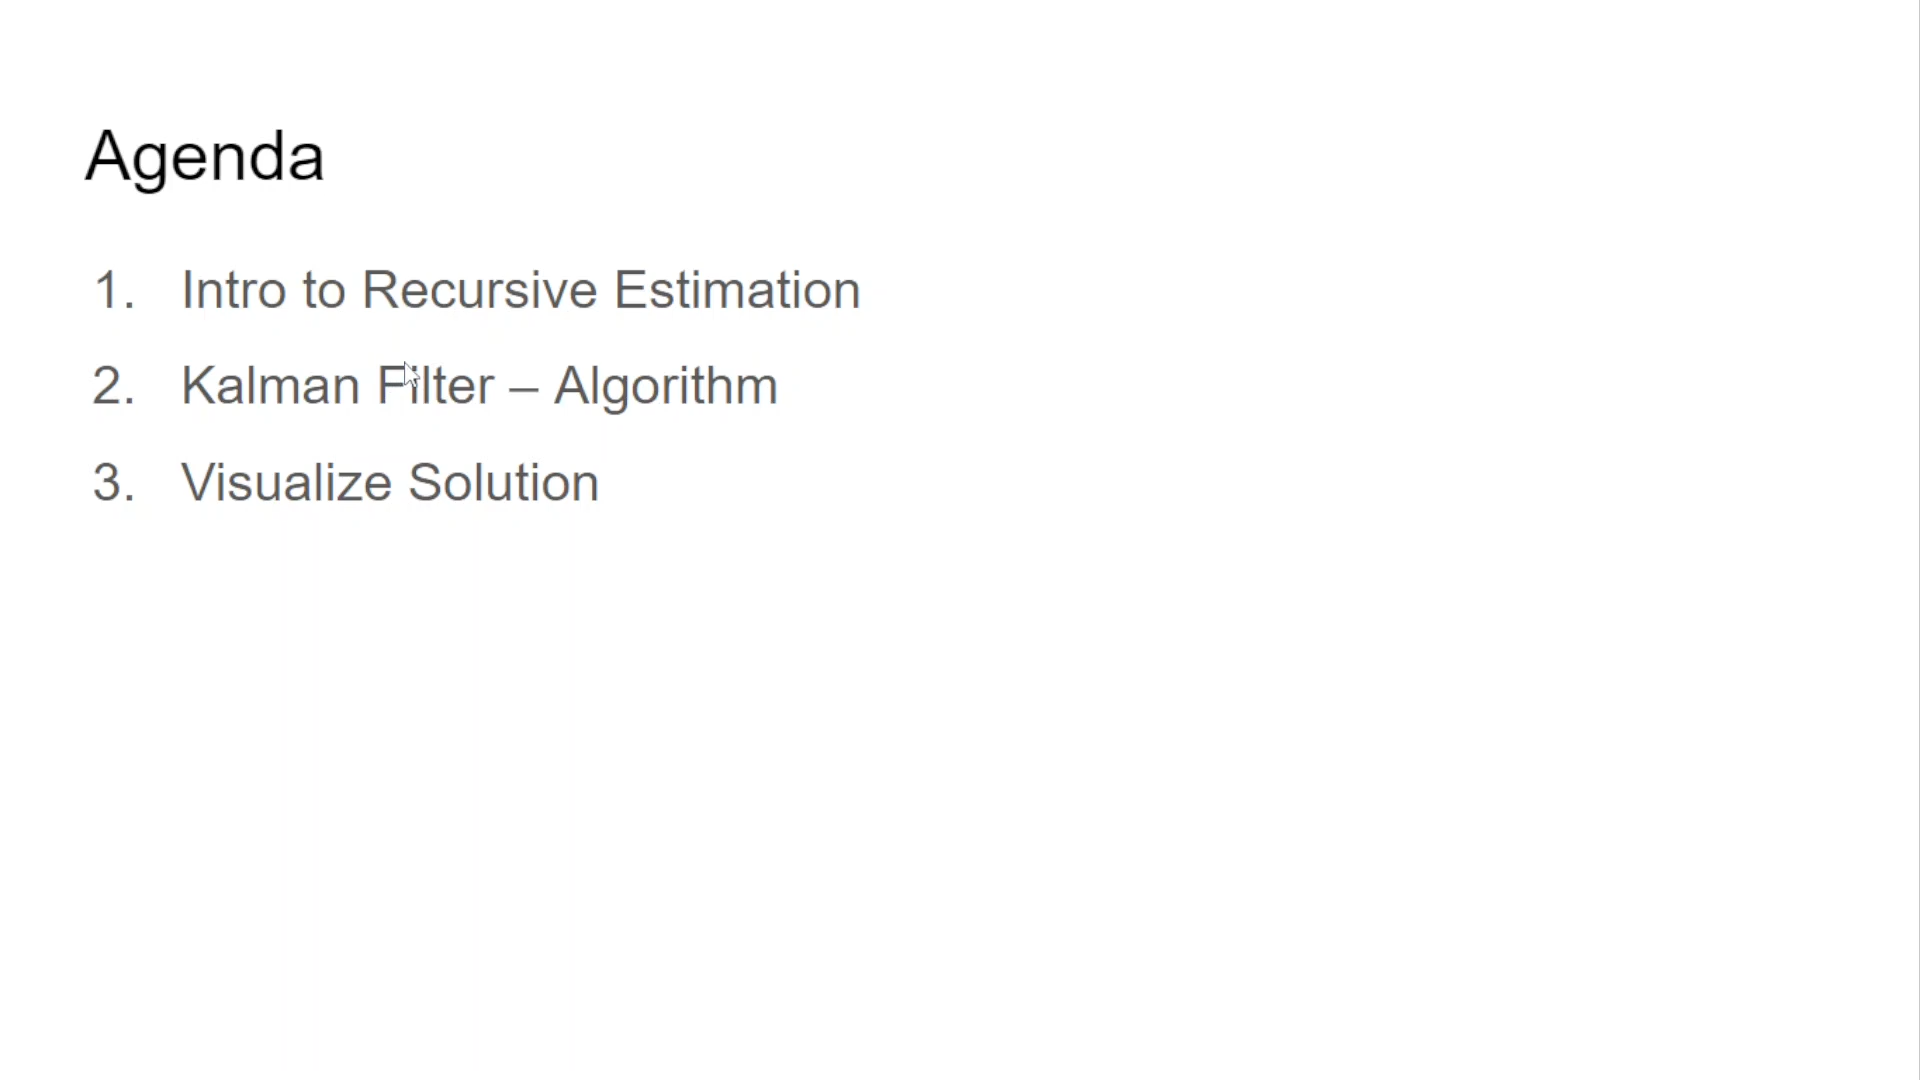 Agenda
1. Intro to Recursive Estimation
2. Kalman Filter – Algorithm
3. Visualize Solution